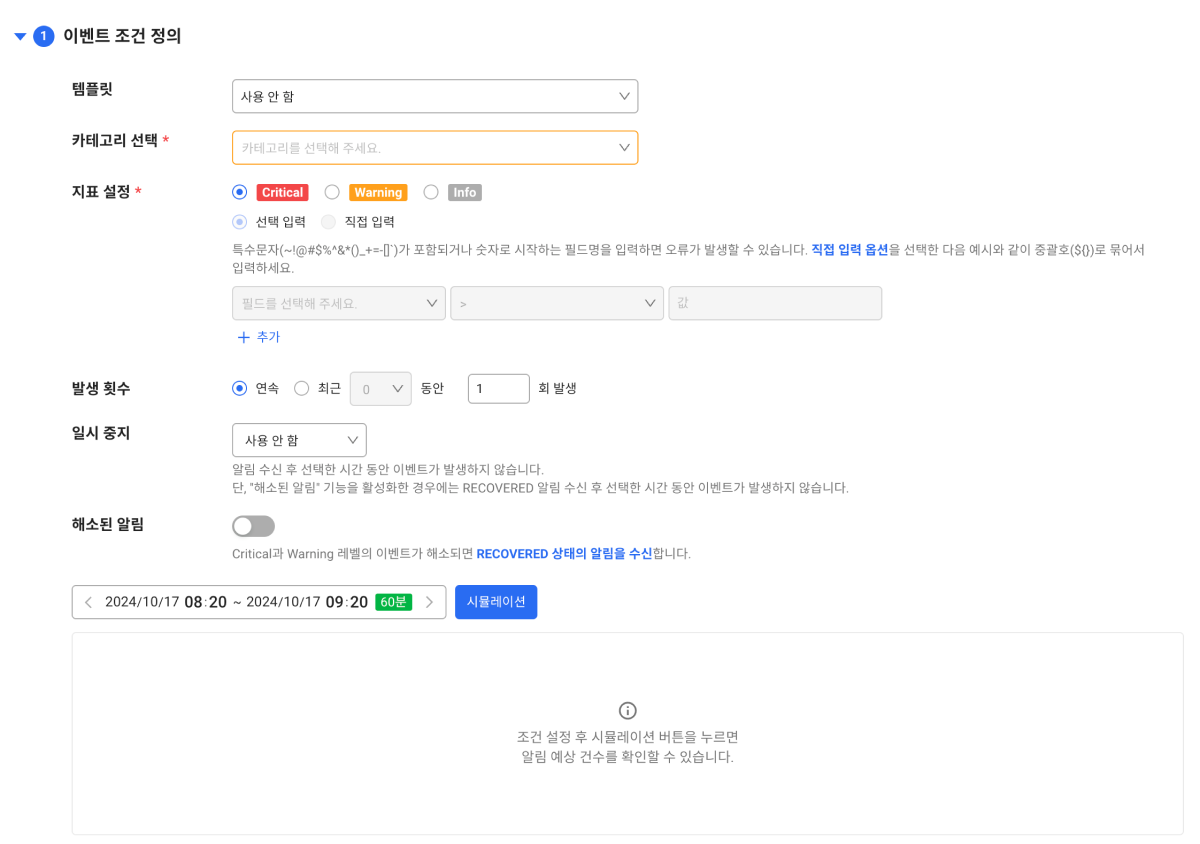 1 이벤트 조건 정의
템플릿
사용 안 함
카테고리 선택 *
카테고리를 선택해 주세요.
지표 설정 *
Critical Warning Info
선택 입력 직접 입력
특수문자(~!@#$%^&*()_+=-[]`)가 포함되거나 숫자로 시작하는 필드명을 입력하면 오류가 발생할 수 있습니다. 직접 입력 옵션을 선택한 다음 예시와 같이 중괄호(${})로 묶어서
입력하세요.
필드를 선택해 주세요. > 값
+ 추가
발생 횟수
연속 최근 0 동안 1 회 발생
일시 중지
사용 안 함
알림 수신 후 선택한 시간 동안 이벤트가 발생하지 않습니다.
단, "해소된 알림" 기능을 활성화한 경우에는 RECOVERED 알림 수신 후 선택한 시간 동안 이벤트가 발생하지 않습니다.
해소된 알림
Critical과 Warning 레벨의 이벤트가 해소되면 RECOVERED 상태의 알림을 수신합니다.
< 2024/10/17 08:20 ~ 2024/10/17 09:20 60분 > 시뮬레이션
조건 설정 후 시뮬레이션 버튼을 누르면
알림 예상 건수를 확인할 수 있습니다.